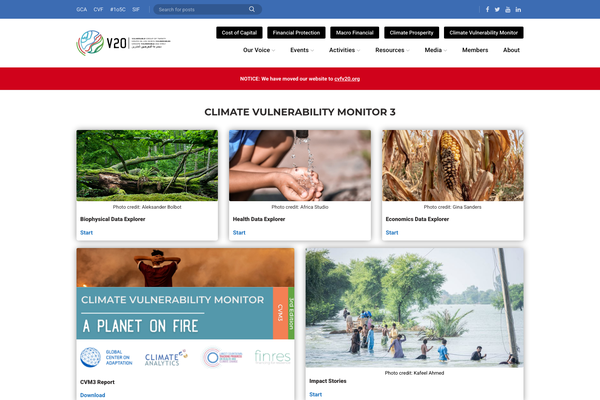 GCA CVF #1o5C SIF
Search for posts
Cost of Capital
Financial Protection
Macro Financial
Climate Prosperity
Climate Vulnerability Monitor
V20
Our Voice
Events
Activities
Resources
Media
Members
About
NOTICE: We have moved our website to cvfv20.org
CLIMATE VULNERABILITY MONITOR 3
Photo credit: Aleksander Bolbot
Biophysical Data Explorer
Start
Photo credit: Africa Studio
Health Data Explorer
Start
Photo credit: Gina Sanders
Economics Data Explorer
Start
CLIMATE VULNERABILITY MONITOR
A PLANET ON FIRE
CVM3
3rd Edition
GLOBAL CENTER ON ADAPTATION
CLIMATE ANALYTICS
finres
CVM3 Report
Download
Photo credit: Kafeel Ahmed
Impact Stories
Start